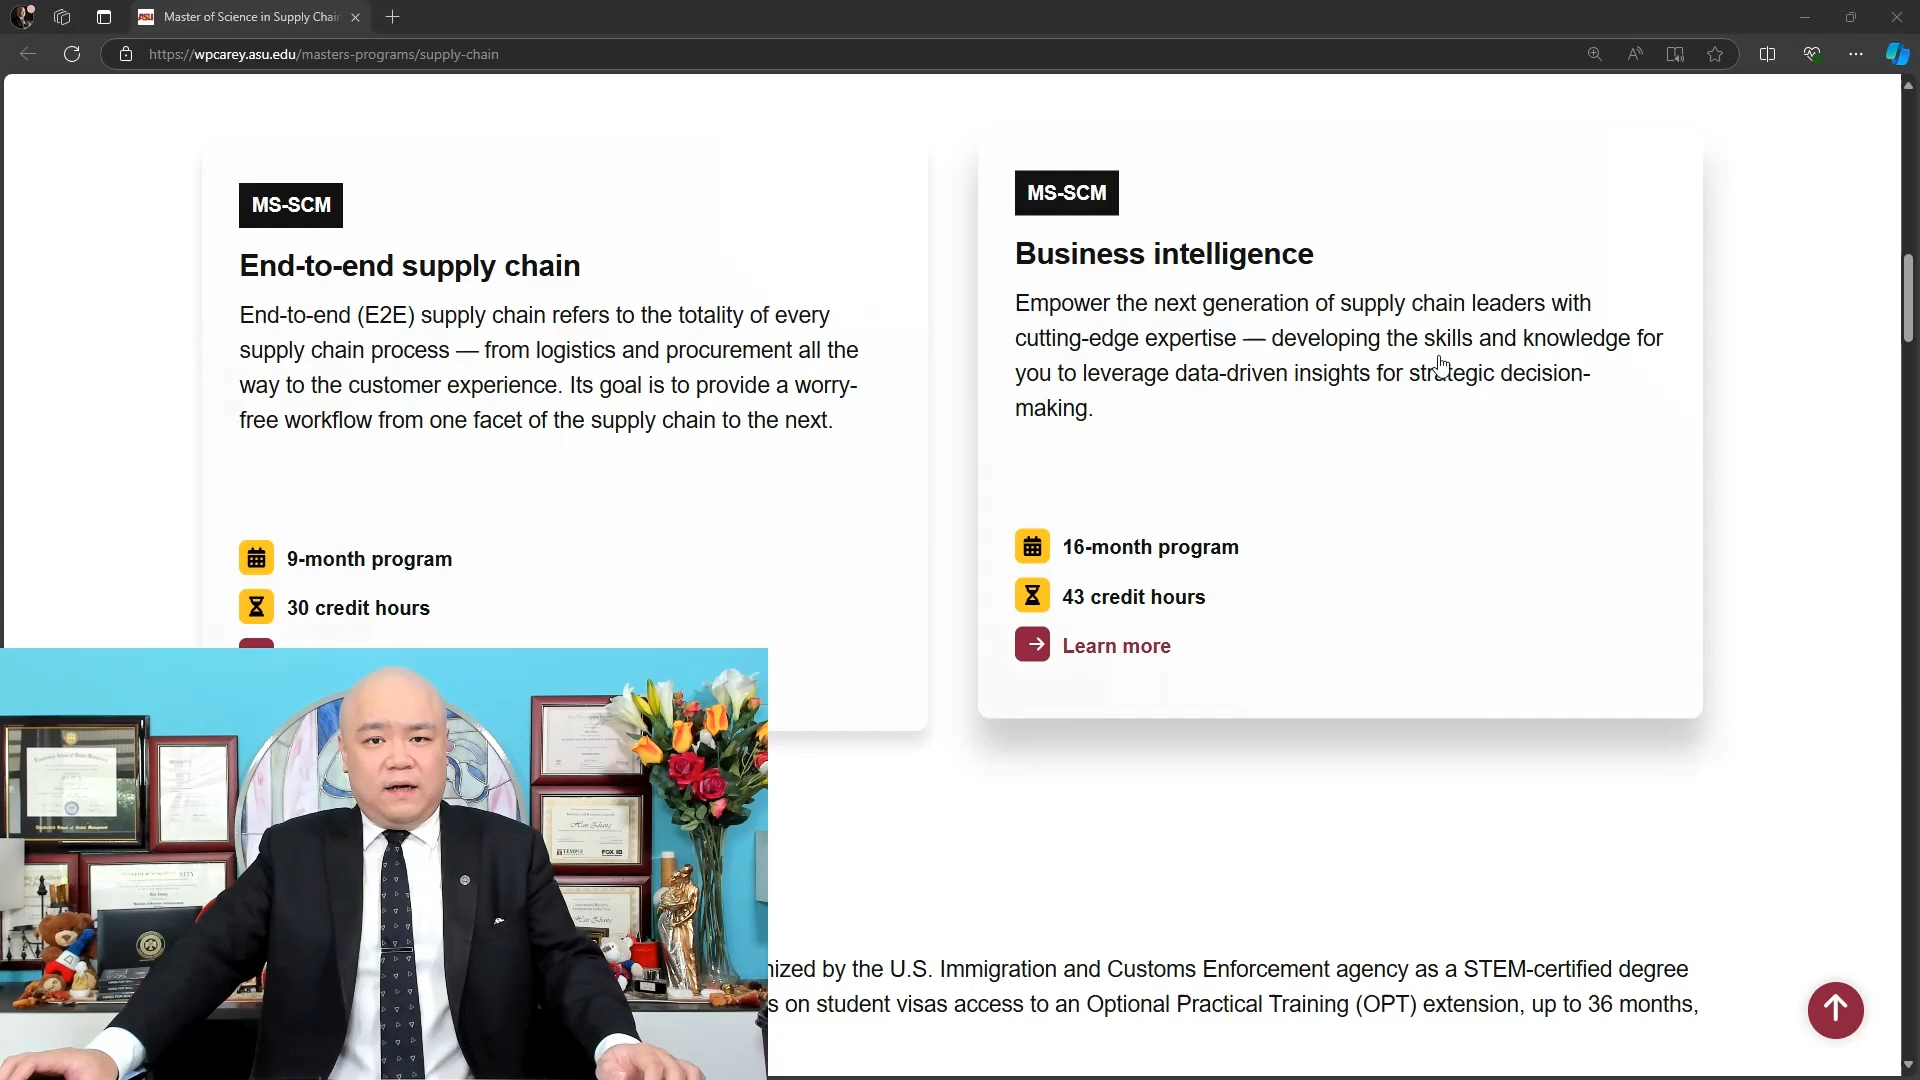 Master of Science in Supply Chain
https://wpcarey.asu.edu/masters-programs/supply-chain
MS-SCM
End-to-end supply chain
End-to-end (E2E) supply chain refers to the totality of every
supply chain process — from logistics and procurement all the
way to the customer experience. Its goal is to provide a worry-
free workflow from one facet of the supply chain to the next.
9-month program
30 credit hours
MS-SCM
Business intelligence
Empower the next generation of supply chain leaders with
cutting-edge expertise — developing the skills and knowledge for
you to leverage data-driven insights for strategic decision-
making.
16-month program
43 credit hours
Learn more
nized by the U.S. Immigration and Customs Enforcement agency as a STEM-certified degree
s on student visas access to an Optional Practical Training (OPT) extension, up to 36 months,
Han Zhang
TEMPLE
FOX IB